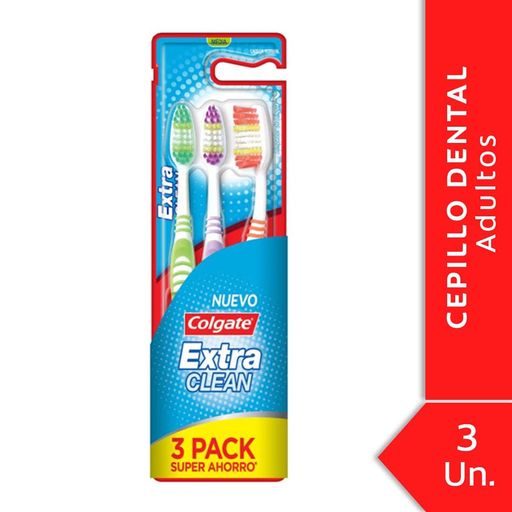 MEDIA
Extra
NUEVO
Colgate
Extra
CLEAN
3 PACK
SUPER AHORRO*
CEPILLO DENTAL
Adultos
3
Un.